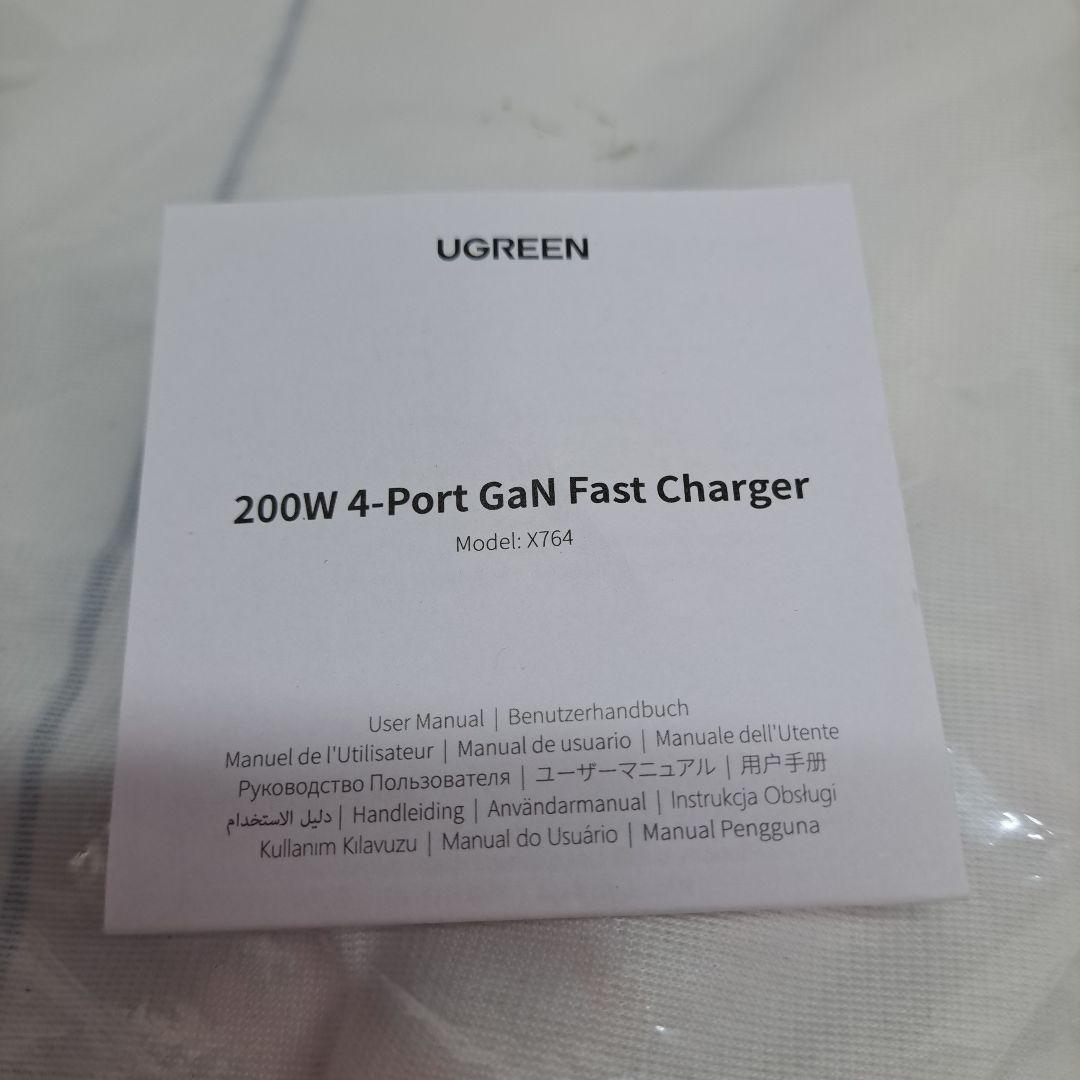 UGREEN
200W 4-Port GaN Fast Charger
Model: X764
User Manual | Benutzerhandbuch
Manuel de l'Utilisateur | Manual de usuario | Manuale dell'Utente
Руководство Пользователя | ユーザーマニュアル | 用户手册
دليل الاستخدام | Handleiding | Användarmanual | Instrukcja Obsługi
Kullanım Kılavuzu | Manual do Usuário | Manual Pengguna